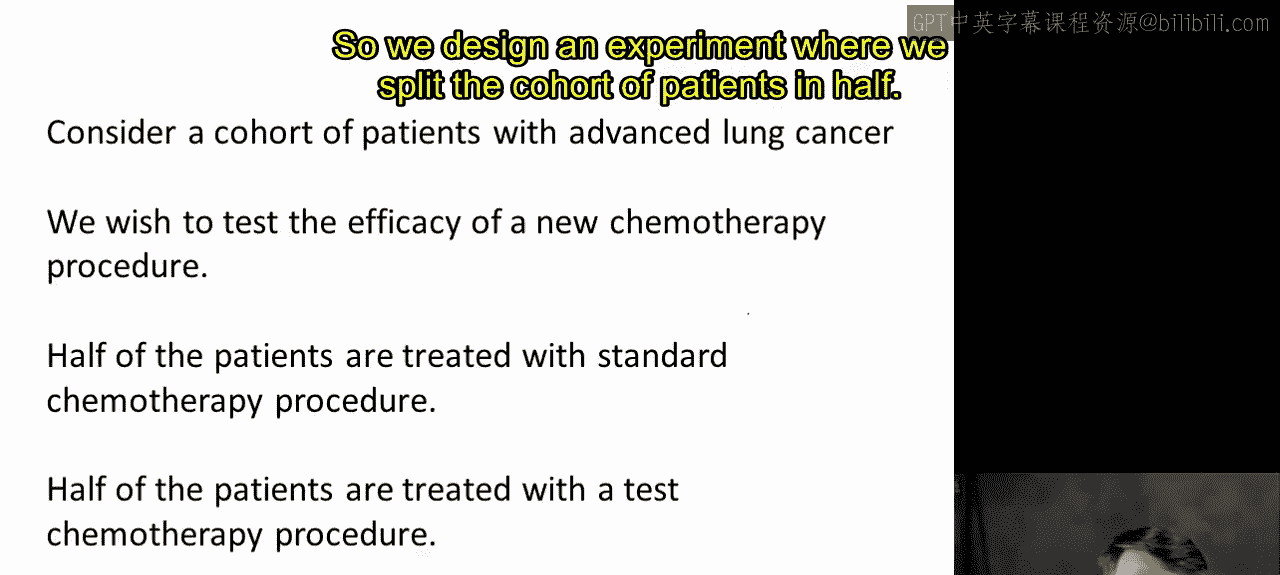 GPT中英字幕课程资源@bilibili.com
So we design an experiment where we
split the cohort of patients in half.
Consider a cohort of patients with advanced lung cancer
We wish to test the efficacy of a new chemotherapy
procedure.
Half of the patients are treated with standard
chemotherapy procedure.
Half of the patients are treated with a test
chemotherapy procedure.